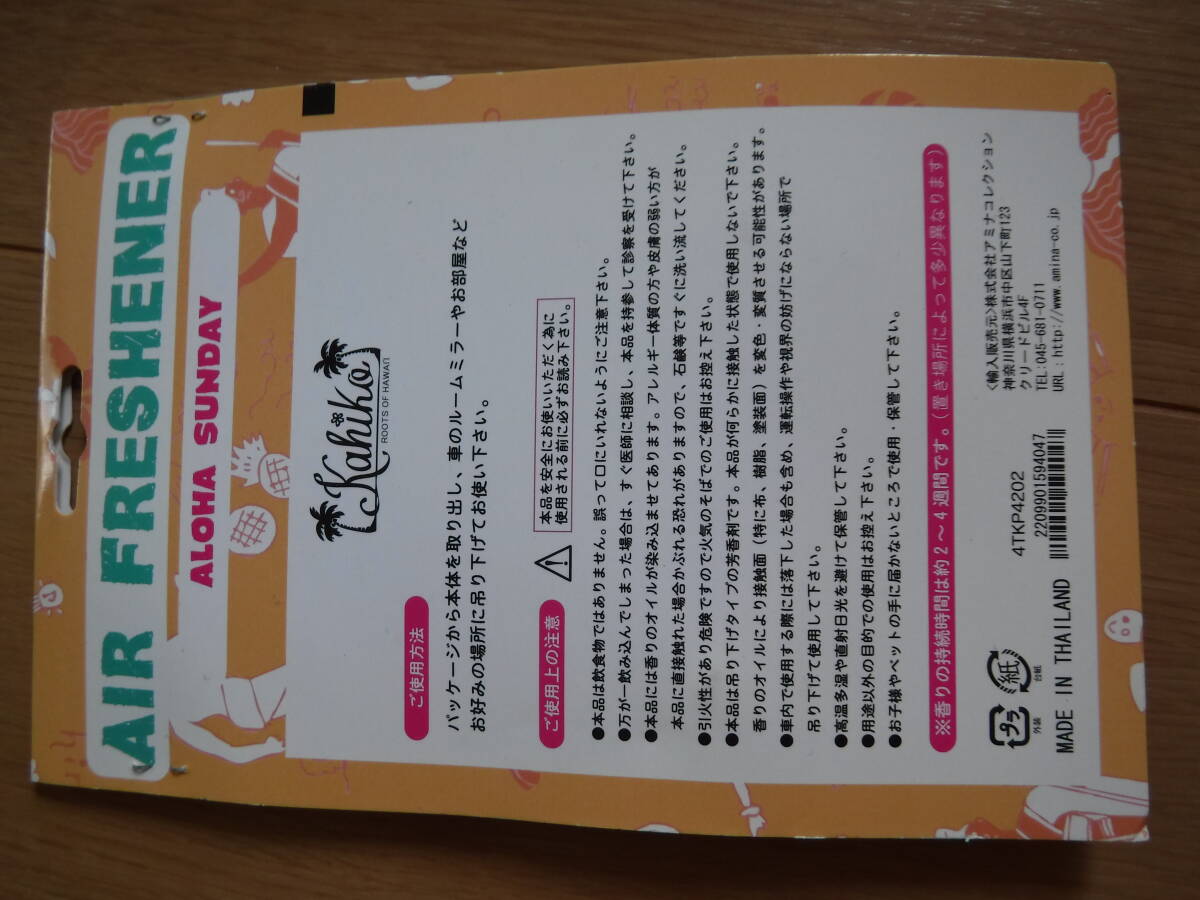 AIR FRESHENER
ALOHA SUNDAY
Kahiko
ROOTS OF HAWAII
ご使用方法
パッケージから本体を取り出し、車のルームミラーやお部屋など
お好みの場所に吊り下げてお使い下さい。
ご使用上の注意
本品を安全にお使いいただく為に
使用される前に必ずお読み下さい。
●本品は飲食物ではありません。誤って口にいれないようにご注意下さい。
●万が一飲み込んでしまった場合は、すぐ医師に相談し、本品を持参して診察を受けて下さい。
●本品には香りのオイルが染み込ませてあります。アレルギー体質の方や皮膚の弱い方が
本品に直接触れた場合かぶれる恐れがありますので、石鹸等ですぐに洗い流してください。
●引火性があり危険ですので火気のそばでのご使用はお控え下さい。
●本品は吊り下げタイプの芳香剤です。本品が何らかに接触した状態で使用しないで下さい。
香りのオイルにより接触面（特に布、樹脂、塗装面）を変色・変質させる可能性があります。
●車内で使用する際には落下した場合も含め、運転操作や視界の妨げにならない場所で
吊り下げて使用して下さい。
●高温多湿や直射日光を避けて保管して下さい。
●用途以外の目的での使用はお控え下さい。
●お子様やペットの手に届かないところで使用・保管して下さい。
※香りの持続時間は約2～4週間です。（置き場所によって多少異なります）
プラ
外装
紙
台紙
MADE IN THAILAND
4TKP4202
2209901594047
〈輸入販売元〉株式会社アミナコレクション
神奈川県横浜市中区山下町123
クリードビル4F
TEL:045-681-0711
URL:http://www.amina-co.jp